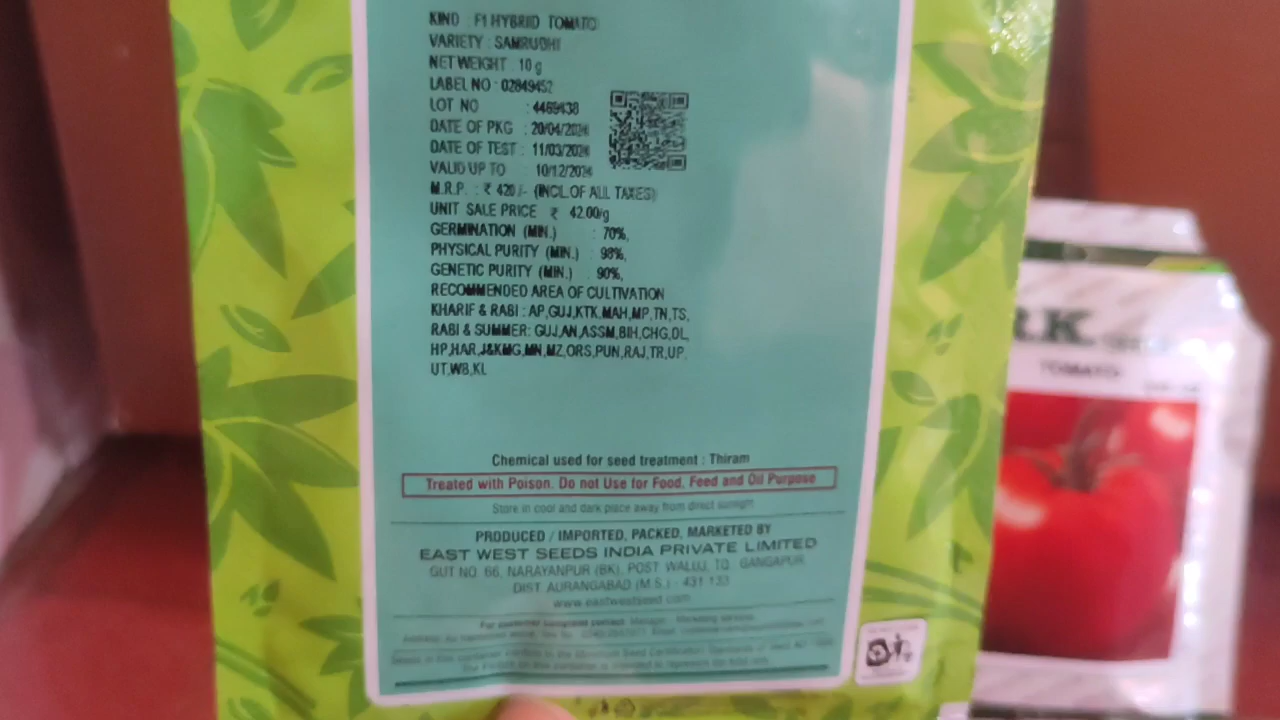 KIND : F1 HYBRID TOMATO
VARIETY : SAMRUDHI
NET WEIGHT : 10 g
LABEL NO : 02849452
LOT NO : 4469438
DATE OF PKG : 20/04/2024
DATE OF TEST : 11/03/2024
VALID UP TO 10/12/2024
M.R.P. : ₹ 420/- (INCL.OF ALL TAXES)
UNIT SALE PRICE ₹ 42.00/g
GERMINATION (MIN.) : 70%,
PHYSICAL PURITY (MIN.) : 98%,
GENETIC PURITY (MIN.) : 90%,
RECOMMENDED AREA OF CULTIVATION
KHARIF & RABI : AP,GUJ,KTK,MAH,MP,TN,TS,
RABI & SUMMER: GUJ,AN,ASSM,BIH,CHG,DL,
HP,HAR,J&K,MG,MN,MZ,ORS,PUN,RAJ,TR,UP,
UT,WB,KL
Chemical used for seed treatment : Thiram
Treated with Poison. Do not Use for Food, Feed and Oil Purpose
Store in cool and dark place away from direct sunlight
PRODUCED / IMPORTED, PACKED, MARKETED BY
EAST WEST SEEDS INDIA PRIVATE LIMITED
GUT NO. 66, NARAYANPUR (BK), POST WALUJ, TQ. GANGAPUR,
DIST. AURANGABAD (M.S.) - 431 133
www.eastwestseed.com
RK
TOMATO